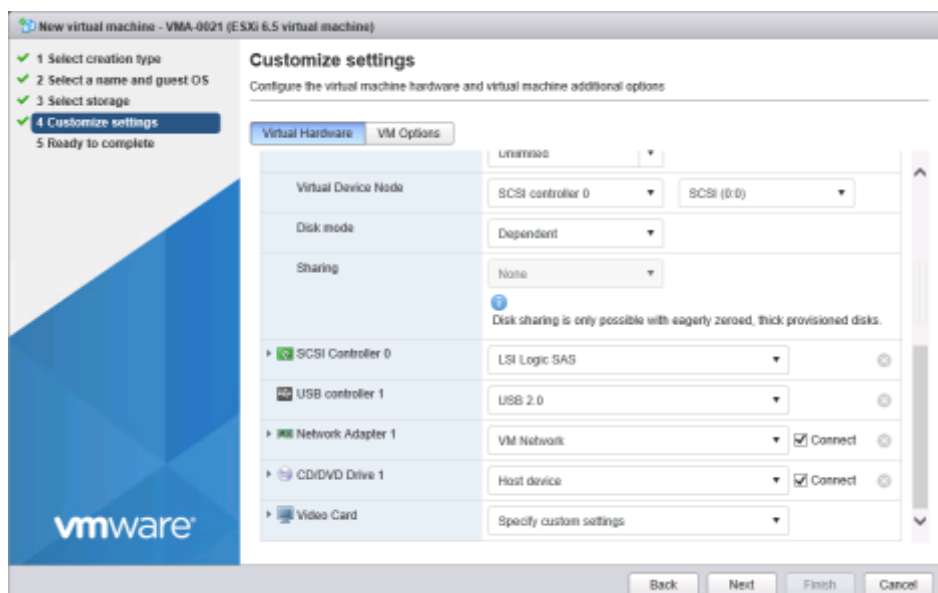 New virtual machine - VMA-0021 (ESXi 6.5 virtual machine)
1 Select creation type
2 Select a name and guest OS
3 Select storage
4 Customize settings
5 Ready to complete
Customize settings
Configure the virtual machine hardware and virtual machine additional options
Virtual Hardware VM Options
Unlimited
Virtual Device Node SCSI controller 0 SCSI (0:0)
Disk mode Dependent
Sharing None
Disk sharing is only possible with eagerly zeroed, thick provisioned disks.
SCSI Controller 0 LSI Logic SAS
USB controller 1 USB 2.0
Network Adapter 1 VM Network Connect
CD/DVD Drive 1 Host device Connect
Video Card Specify custom settings
vmware
Back Next Finish Cancel